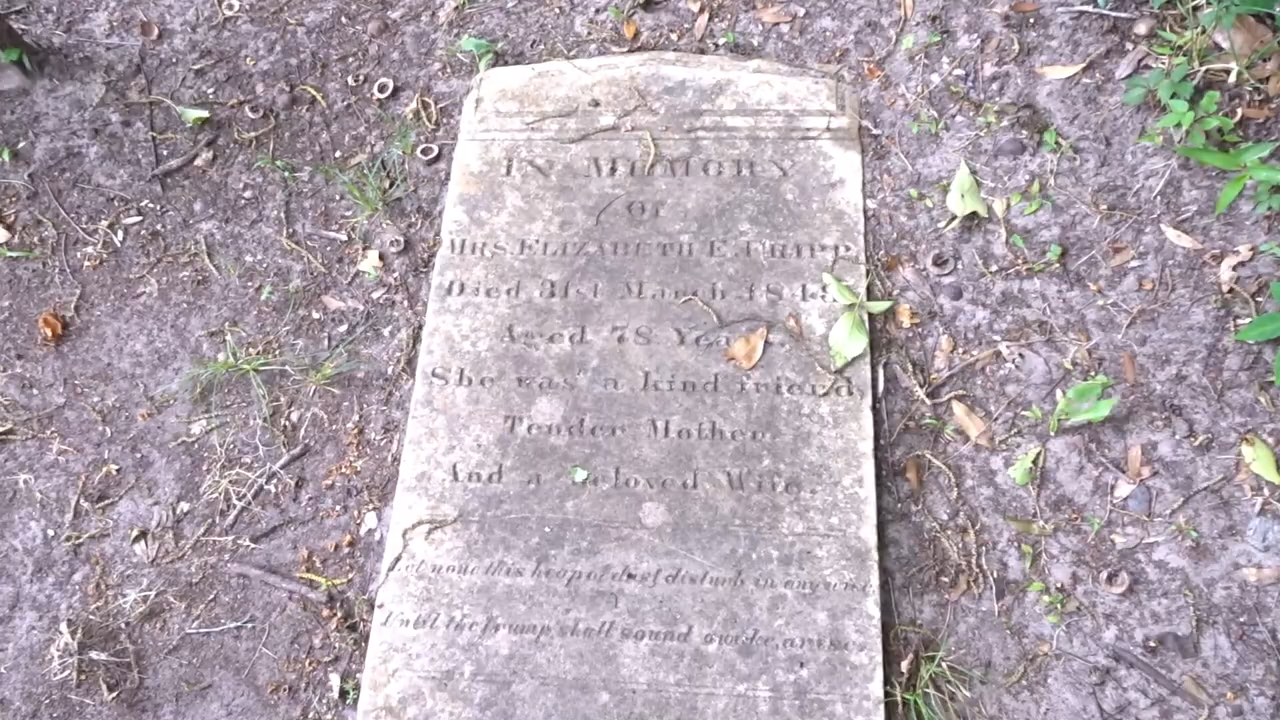 IN MEMORY
OF
MRS. ELIZABETH E. TRIPP
Died 31st March 1848
Aged 78 Years.
She was a kind friend,
Tender Mother,
And a beloved Wife.
Let none this heap of dust disturb in any wise
Until the trump shall sound awake, arise.